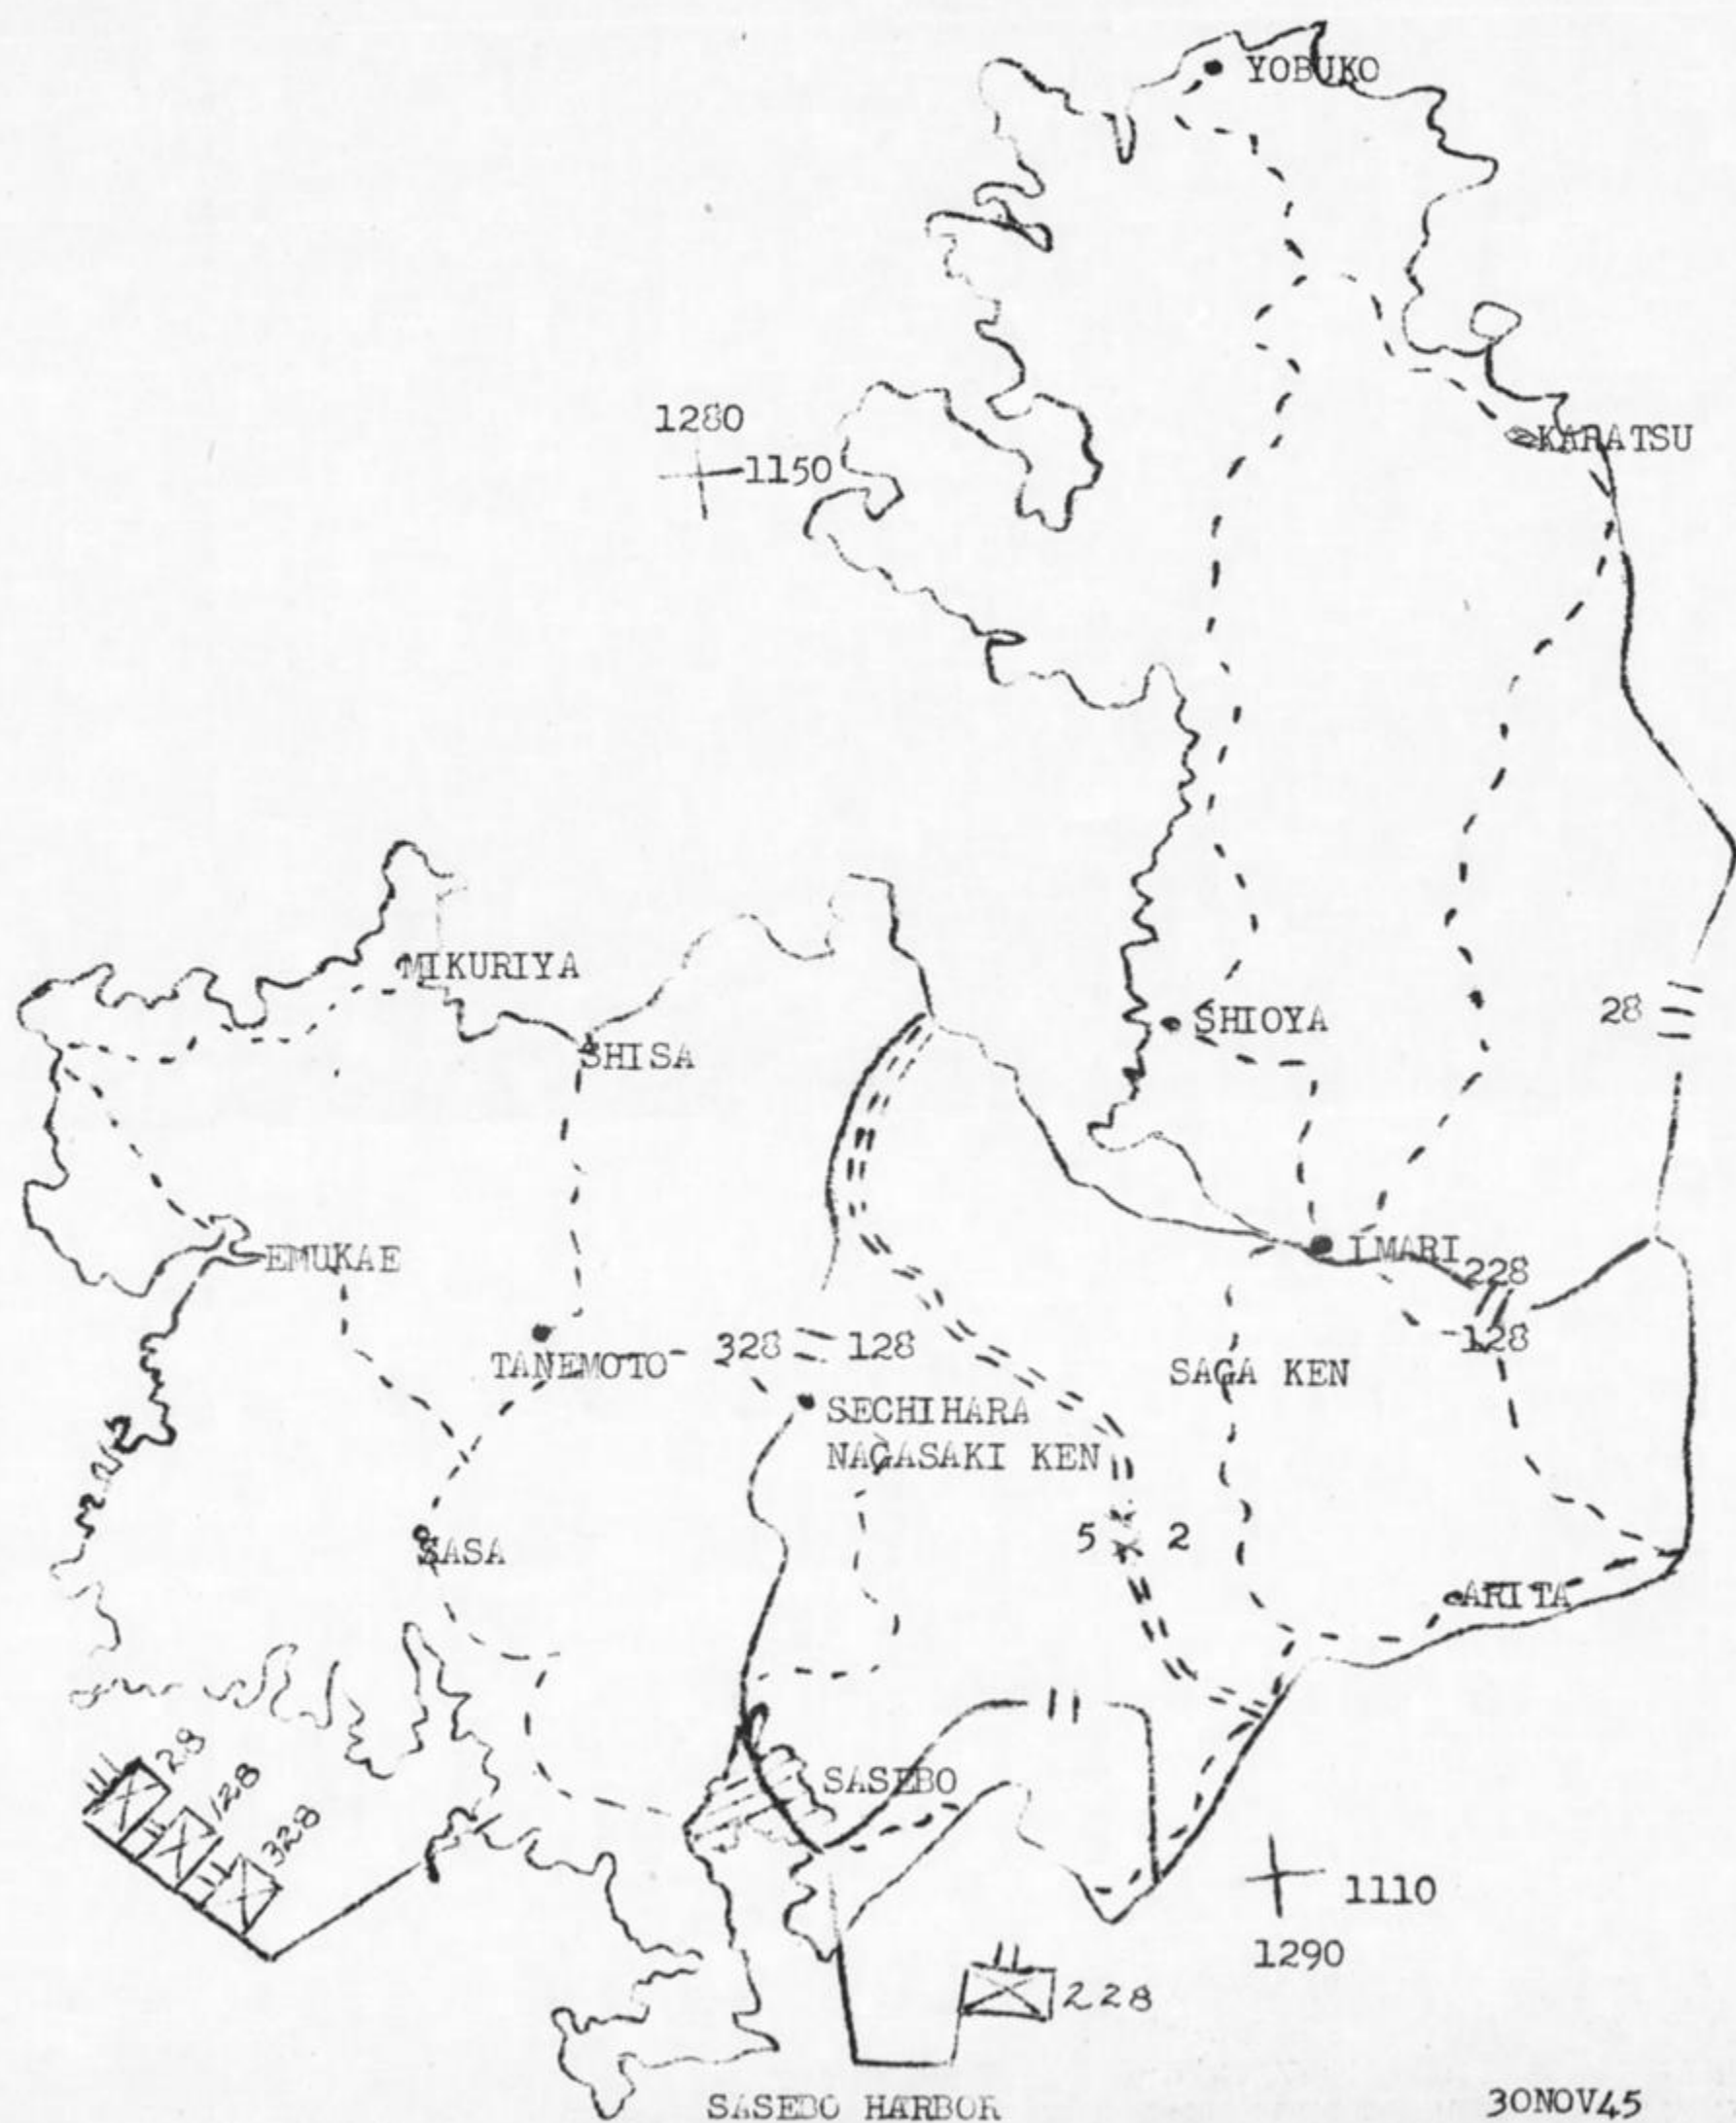 YOBUKO
1280
KARATSU
1150
MIKURIYA
28
SHIOYA
SHISA
EMUKAE
IMARI
228
TANEMOTO
328
128
128
SAGA KEN
SECHIHARA
NAGASAKI KEN
5
2
SASA
ARITA
28
128
328
SASEBO
1110
1290
228
SASEBO HARBOR
30NOV45